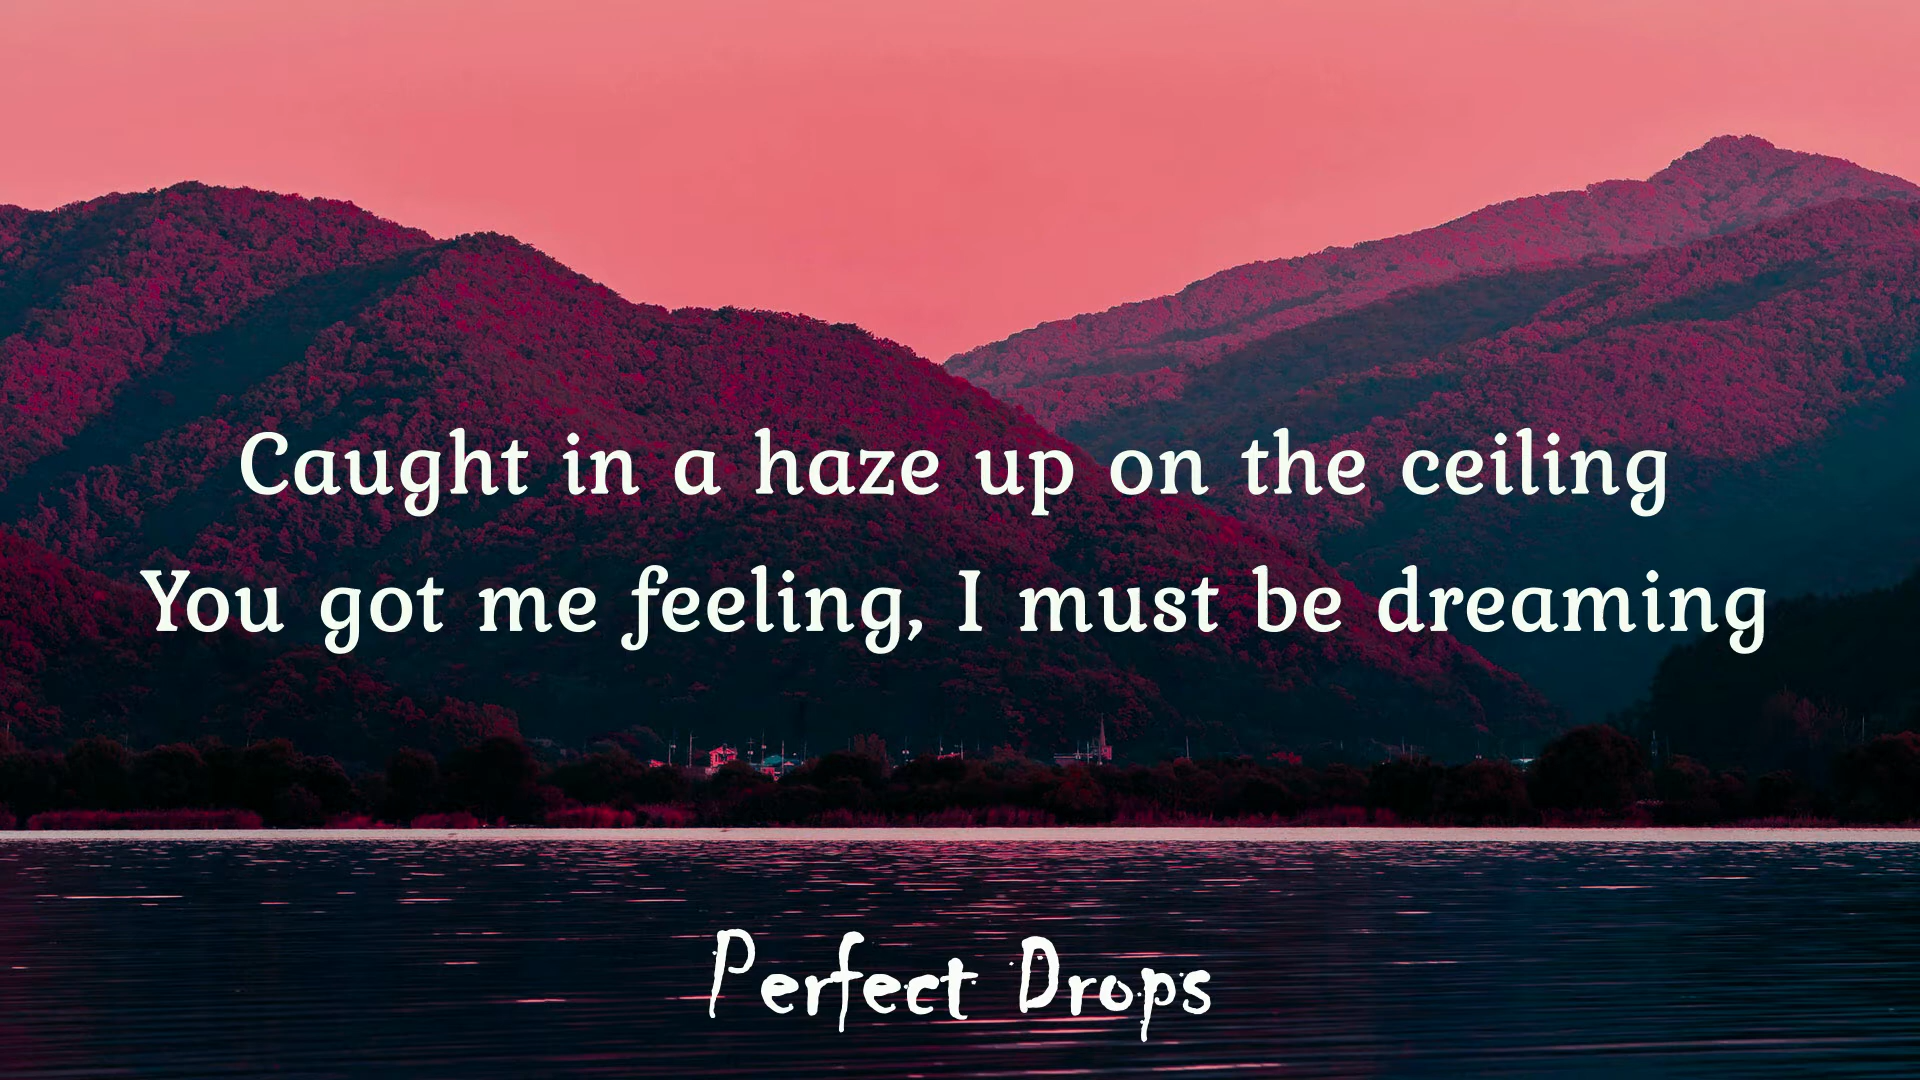 Caught in a haze up on the ceiling
You got me feeling, I must be dreaming
Perfect Drops